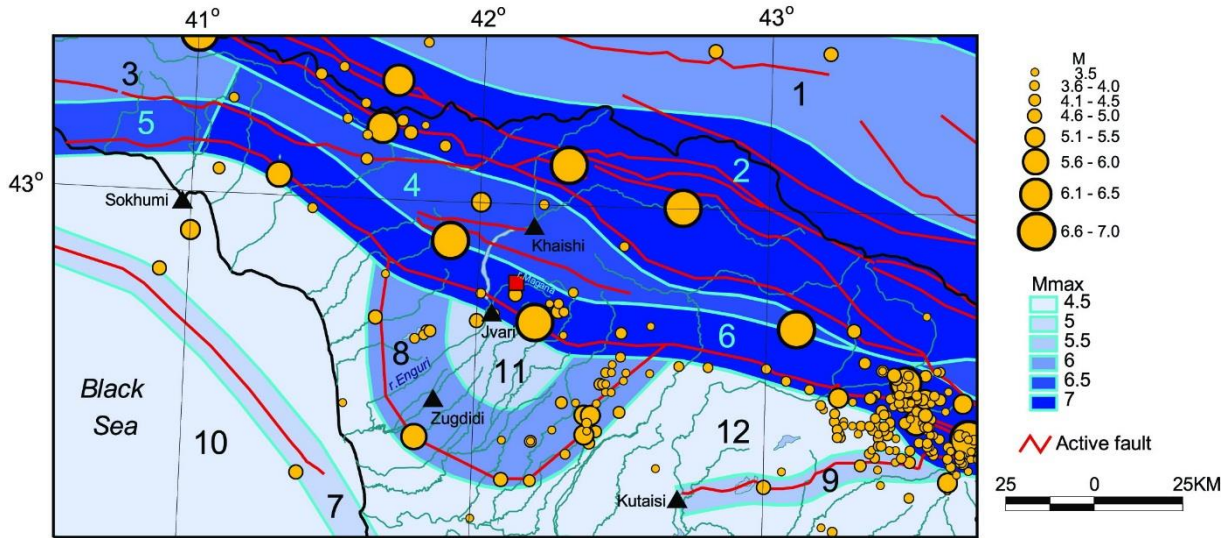 41° 42° 43°
43°
3
1
5
2
4
Sokhumi
Khaishi
r.Magana
6
Jvari
8
11
r.Enguri
Black
Sea
Zugdidi
10
12
7
9
Kutaisi
M
3.5
3.6 - 4.0
4.1 - 4.5
4.6 - 5.0
5.1 - 5.5
5.6 - 6.0
6.1 - 6.5
6.6 - 7.0
Mmax
4.5
5
5.5
6
6.5
7
Active fault
25 0 25KM